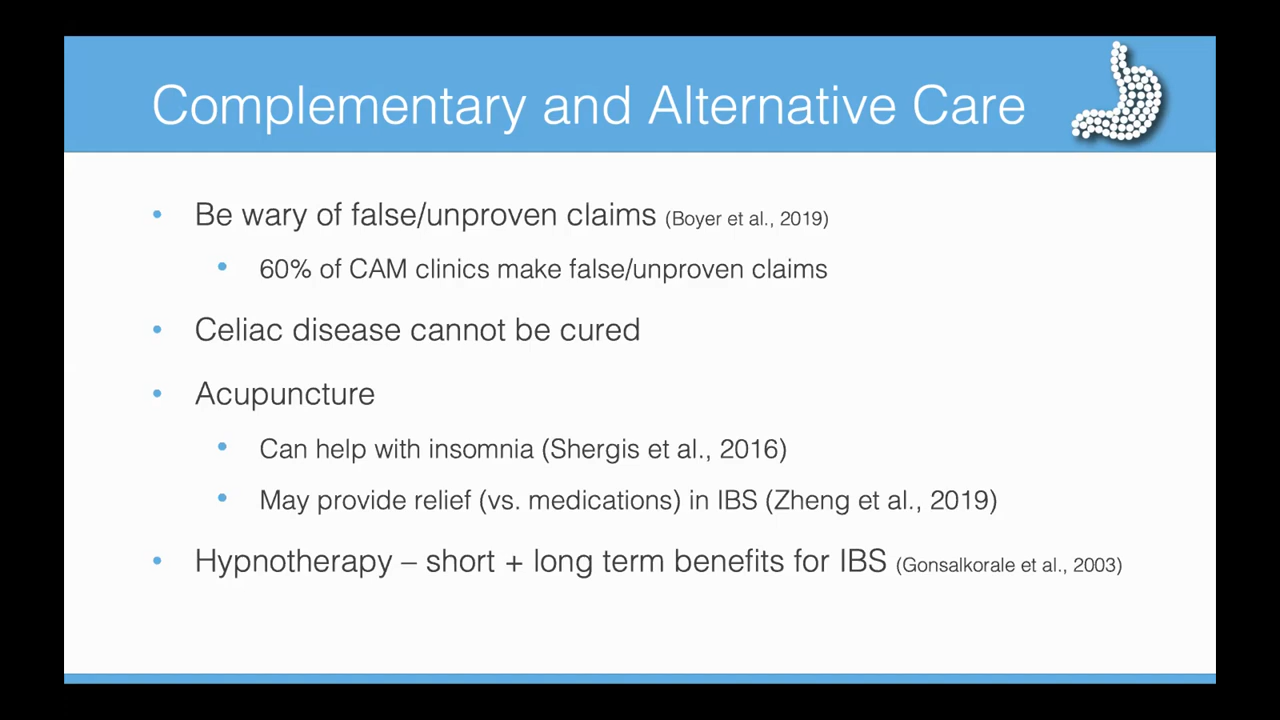 Complementary and Alternative Care
• Be wary of false/unproven claims (Boyer et al., 2019)
• 60% of CAM clinics make false/unproven claims
• Celiac disease cannot be cured
• Acupuncture
• Can help with insomnia (Shergis et al., 2016)
• May provide relief (vs. medications) in IBS (Zheng et al., 2019)
• Hypnotherapy – short + long term benefits for IBS (Gonsalkorale et al., 2003)